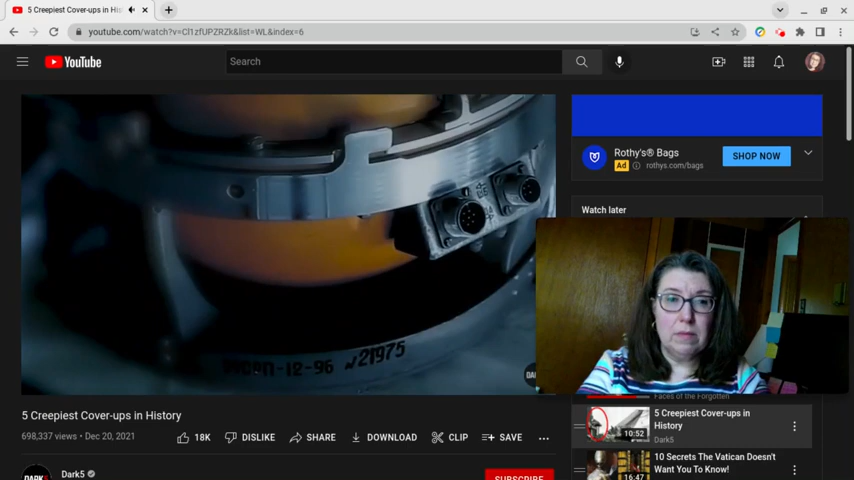 5 Creepiest Cover-ups in His
youtube.com/watch?v=Cl1zfUPZRZk&list=WL&index=6
YouTube
Search
Rothy's® Bags
Ad
rothys.com/bags
SHOP NOW
Watch later
-12-96
21975
5 Creepiest Cover-ups in History
698,337 views • Dec 20, 2021
18K
DISLIKE
SHARE
DOWNLOAD
CLIP
SAVE
Dark5
SUBSCRIBE
Faces of the Forgotten
5 Creepiest Cover-ups in
History
Dark5
10:52
10 Secrets The Vatican Doesn't
Want You To Know!
16:47